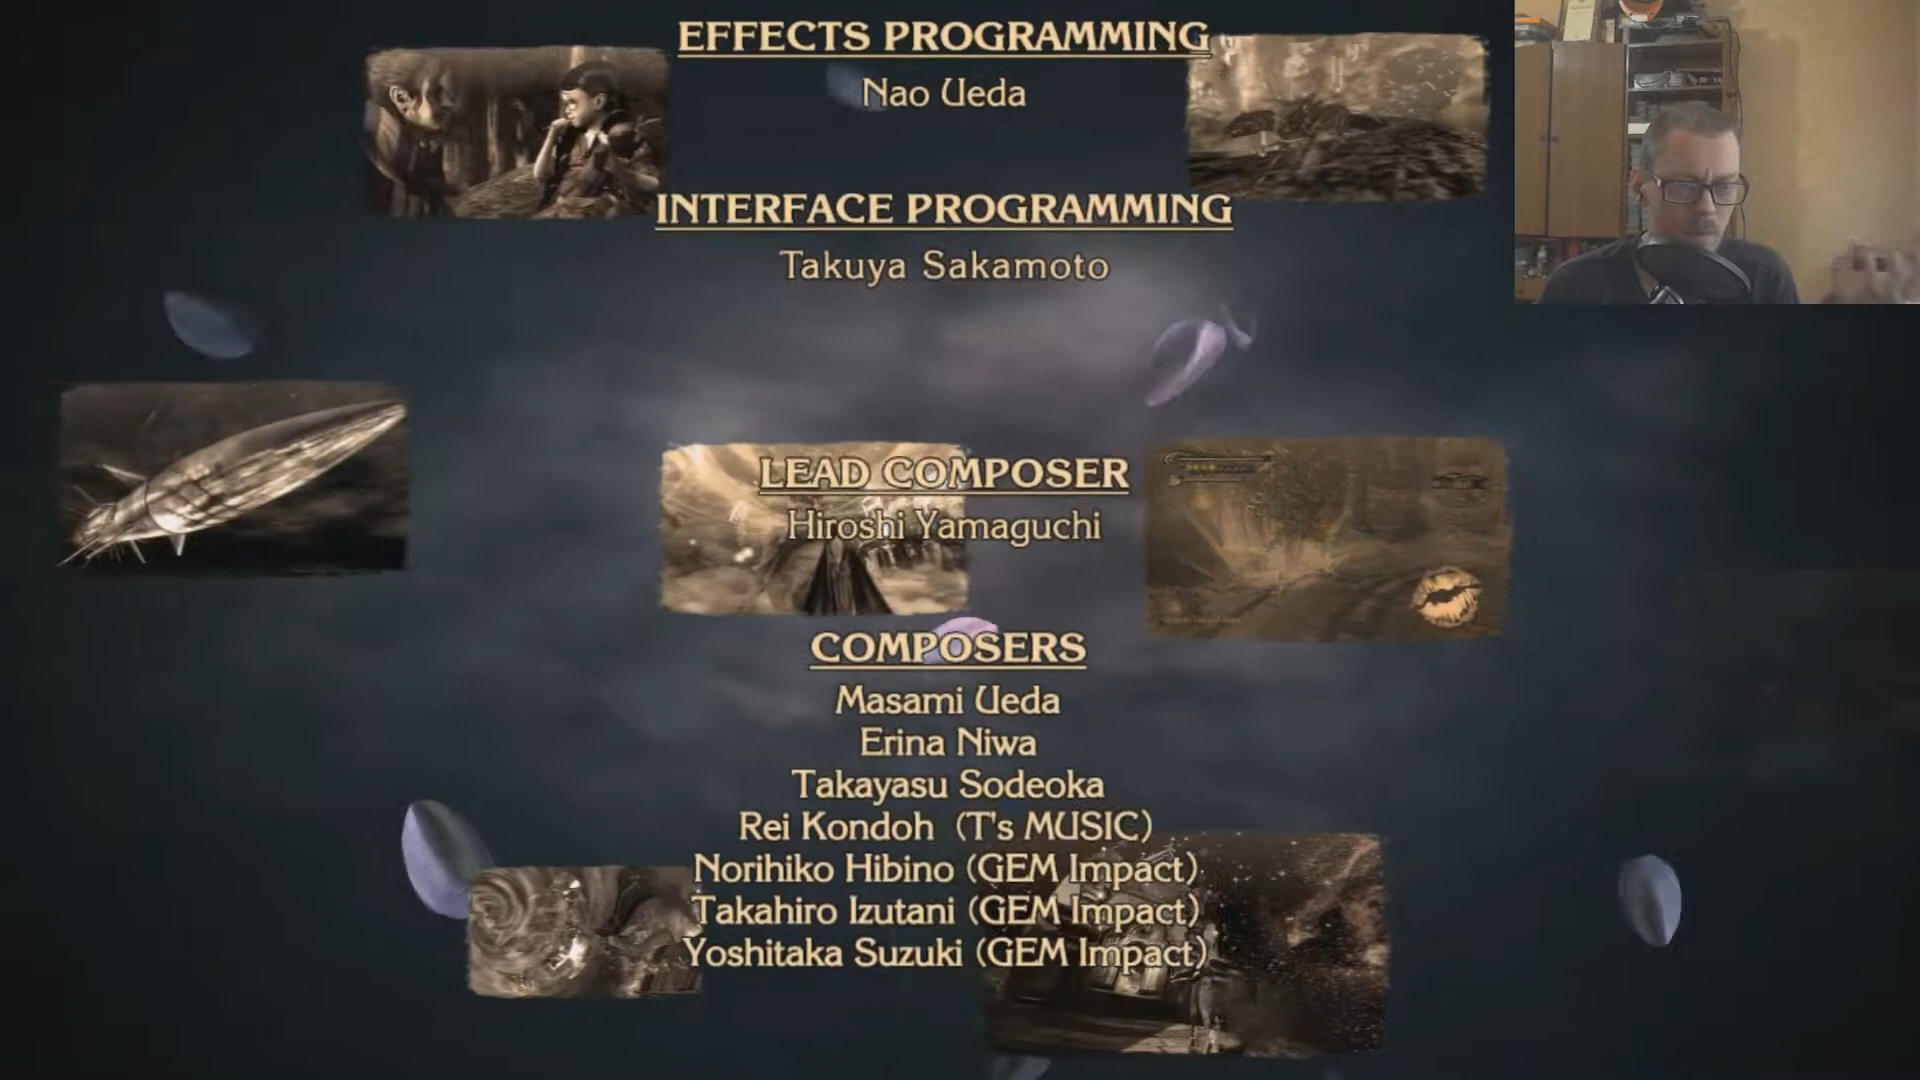 EFFECTS PROGRAMMING
Nao Ueda
INTERFACE PROGRAMMING
Takuya Sakamoto
LEAD COMPOSER
Hiroshi Yamaguchi
COMPOSERS
Masami Ueda
Erina Niwa
Takayasu Sodeoka
Rei Kondoh (T's MUSIC)
Norihiko Hibino (GEM Impact)
Takahiro Izutani (GEM Impact)
Yoshitaka Suzuki (GEM Impact)